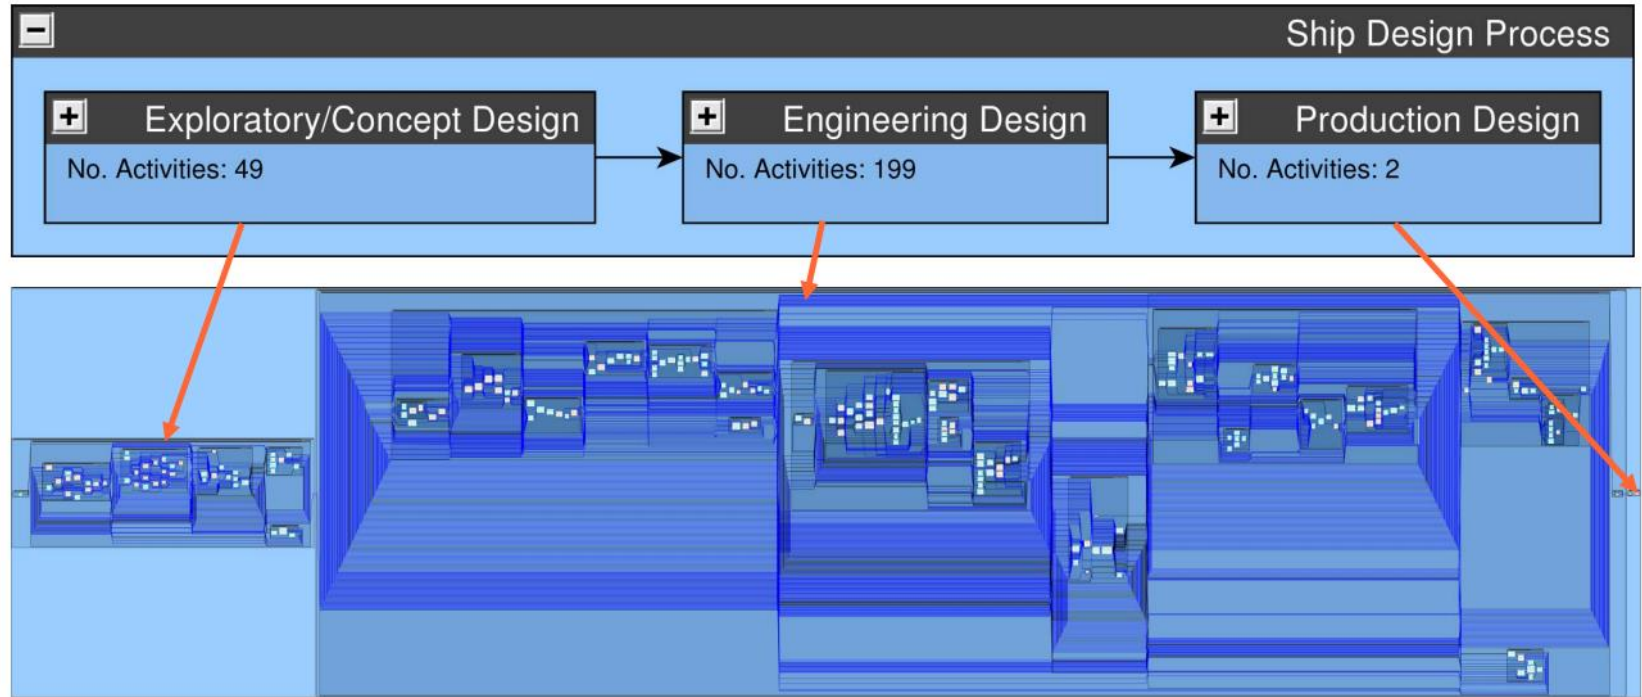 Ship Design Process
Exploratory/Concept Design
No. Activities: 49
Engineering Design
No. Activities: 199
Production Design
No. Activities: 2